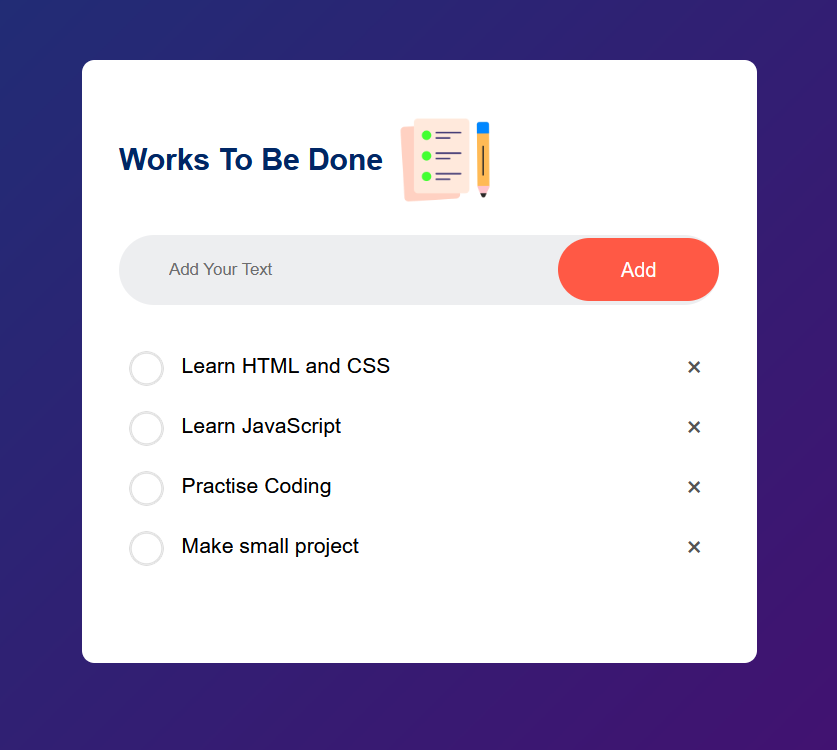 Works To Be Done
Add Your Text
Add
Learn HTML and CSS ×
Learn JavaScript ×
Practise Coding ×
Make small project ×